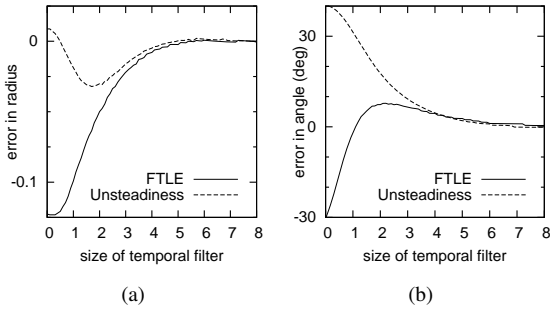 0
-0.1
error in radius
FTLE
Unsteadiness
0 1 2 3 4 5 6 7 8
size of temporal filter
(a)
30
0
-30
error in angle (deg)
FTLE
Unsteadiness
0 1 2 3 4 5 6 7 8
size of temporal filter
(b)